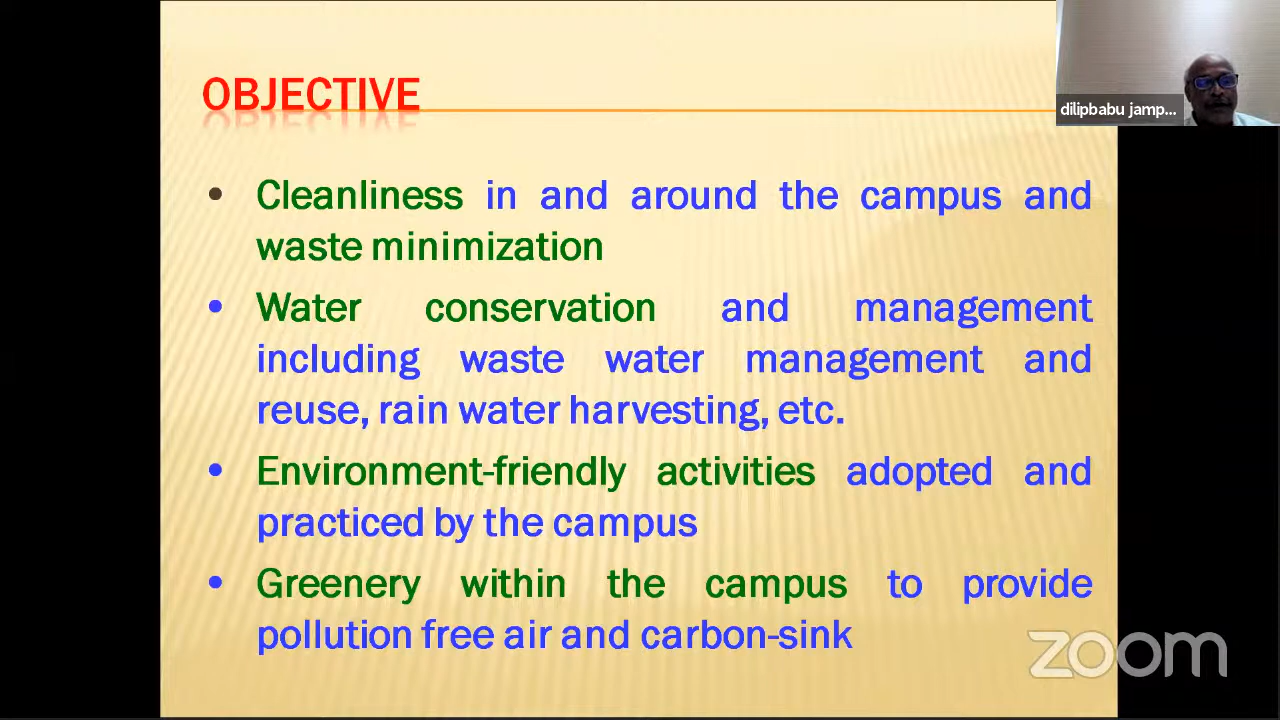 OBJECTIVE
dilipbabu jamp...
• Cleanliness in and around the campus and
waste minimization
• Water conservation and management
including waste water management and
reuse, rain water harvesting, etc.
• Environment-friendly activities adopted and
practiced by the campus
• Greenery within the campus to provide
pollution free air and carbon-sink
zoom